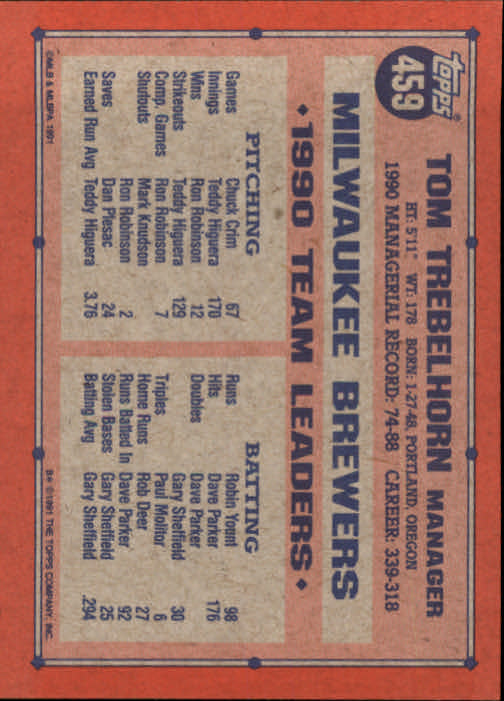 topps®
459
TOM TREBELHORN MANAGER
HT: 5'11" WT: 178 BORN: 1-27-48, PORTLAND, OREGON
1990 MANAGERIAL RECORD: 74-88 CAREER: 339-318
MILWAUKEE BREWERS
♦ 1990 TEAM LEADERS ♦
PITCHING
Games Chuck Crim 67
Innings Teddy Higuera 170
Wins Ron Robinson 12
Strikeouts Teddy Higuera 129
Comp. Games Ron Robinson 7
Shutouts Mark Knudson
Ron Robinson 2
Saves Dan Plesac 24
Earned Run Avg Teddy Higuera 3.76
BATTING
Runs Robin Yount 98
Hits Dave Parker 176
Doubles Dave Parker
Gary Sheffield 30
Triples Paul Molitor 6
Home Runs Rob Deer 27
Runs Batted In Dave Parker 92
Stolen Bases Gary Sheffield 25
Batting Avg Gary Sheffield .294
©MLB & MLBPA 1991
B* ©1991 THE TOPPS COMPANY, INC.